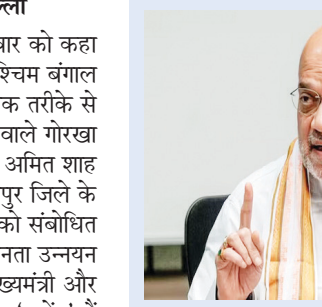 ल्ली
वार को कहा
श्चिम बंगाल
क तरीके से
वाले गोरखा
अमित शाह
पुर जिले के
को संबोधित
नता उन्नयन
ख्यमंत्री और